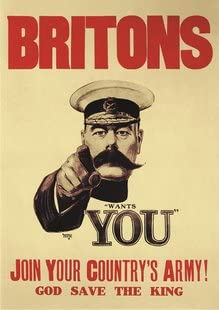 BRITONS
"WANTS
YOU"
JOIN YOUR COUNTRY'S ARMY!
GOD SAVE THE KING